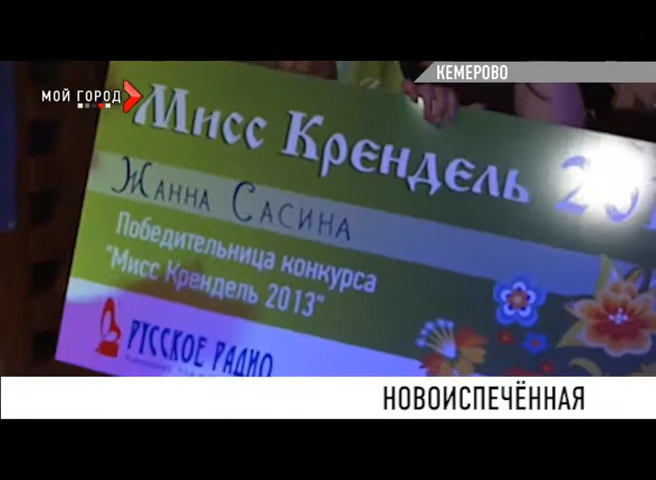 КЕМЕРОВО
МОЙ ГОРОД
Мисс Крендель 201
Жанна Сасина
Победительница конкурса
"Мисс Крендель 2013"
РУССКОЕ РАДИО
НОВОИСПЕЧЁННАЯ